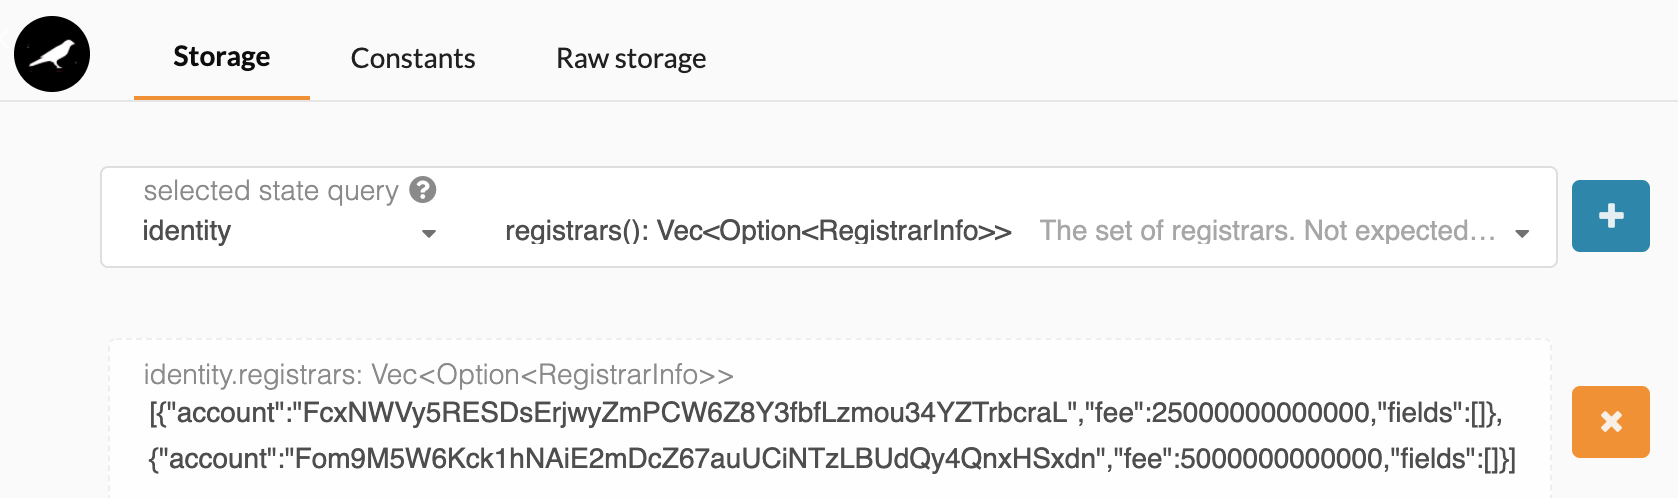 Storage Constants Raw storage
selected state query ?
identity registrars(): Vec<Option<RegistrarInfo>> The set of registrars. Not expected…
identity.registrars: Vec<Option<RegistrarInfo>>
[{"account":"FcxNWVy5RESDsErjwyZmPCW6Z8Y3fbfLzmou34YZTrbcraL","fee":25000000000000,"fields":[]},
{"account":"Fom9M5W6Kck1hNAiE2mDcZ67auUCiNTzLBUdQy4QnxHSxdn","fee":5000000000000,"fields":[]}]